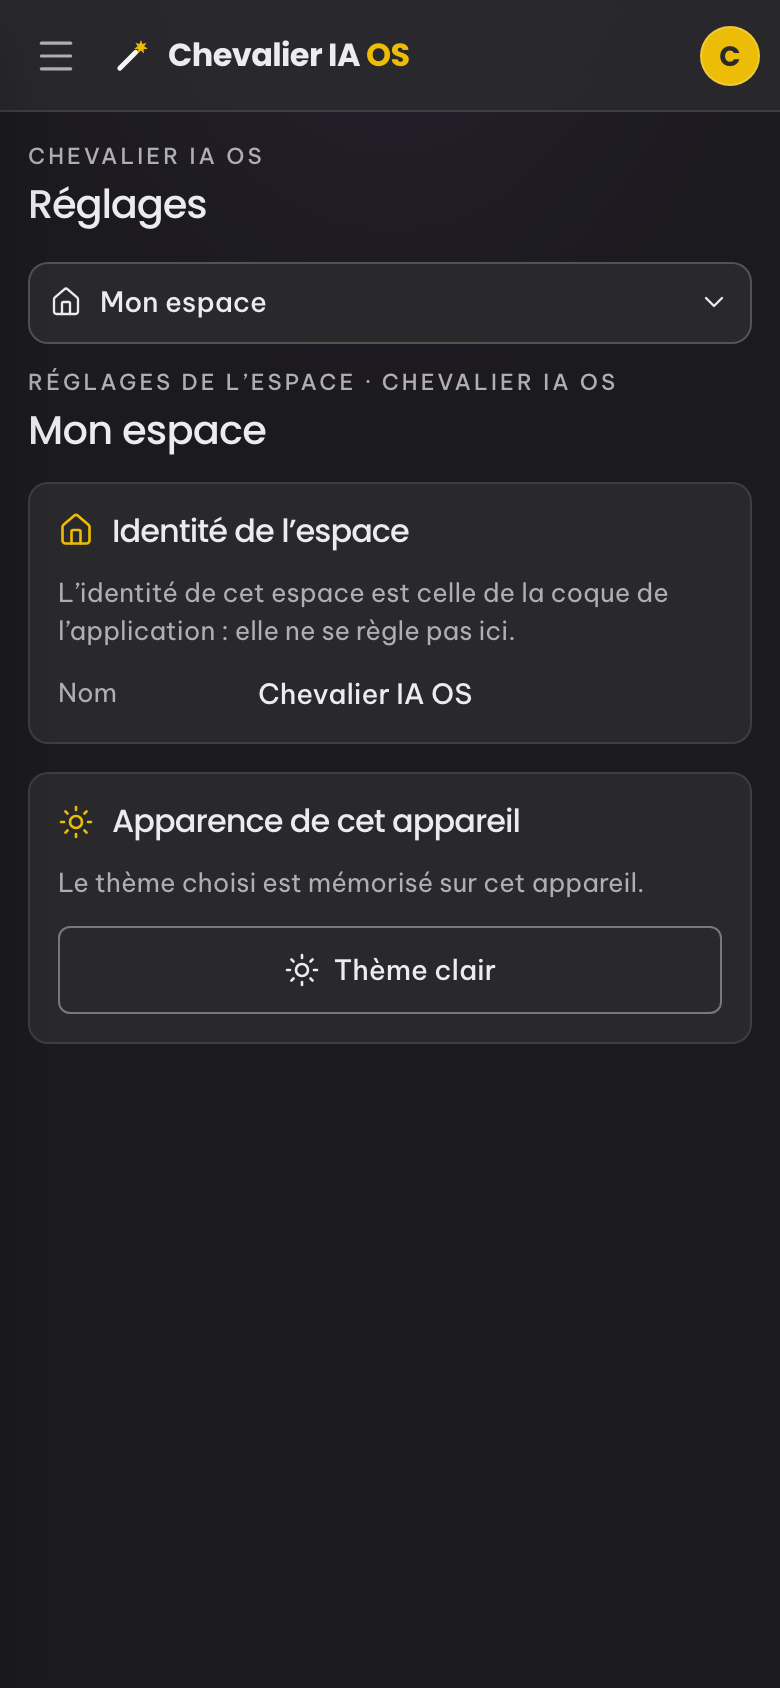 Chevalier IA OS
C
CHEVALIER IA OS
Réglages
Mon espace
RÉGLAGES DE L’ESPACE · CHEVALIER IA OS
Mon espace
Identité de l’espace
L’identité de cet espace est celle de la coque de
l’application : elle ne se règle pas ici.
Nom Chevalier IA OS
Apparence de cet appareil
Le thème choisi est mémorisé sur cet appareil.
Thème clair